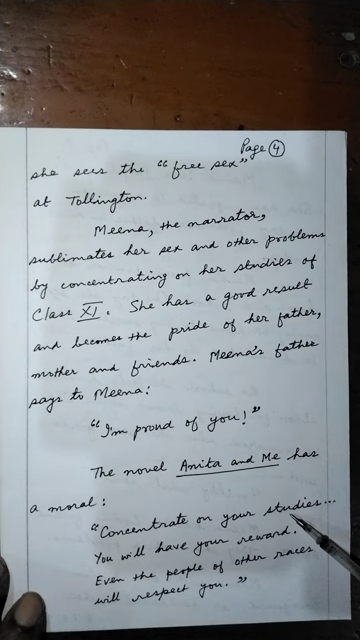 Page 4
she sees the "free sex"
at Tollington.
Meena, the narrator,
sublimates her sex and other problems
by concentrating on her studies of
Class XI. She has a good result
and becomes the pride of her father,
mother and friends. Meena's father
says to Meena:
"I'm proud of you!"
The novel Anita and Me has
a moral:
"Concentrate on your studies...
You will have your reward.
Even the people of other races
will respect you."